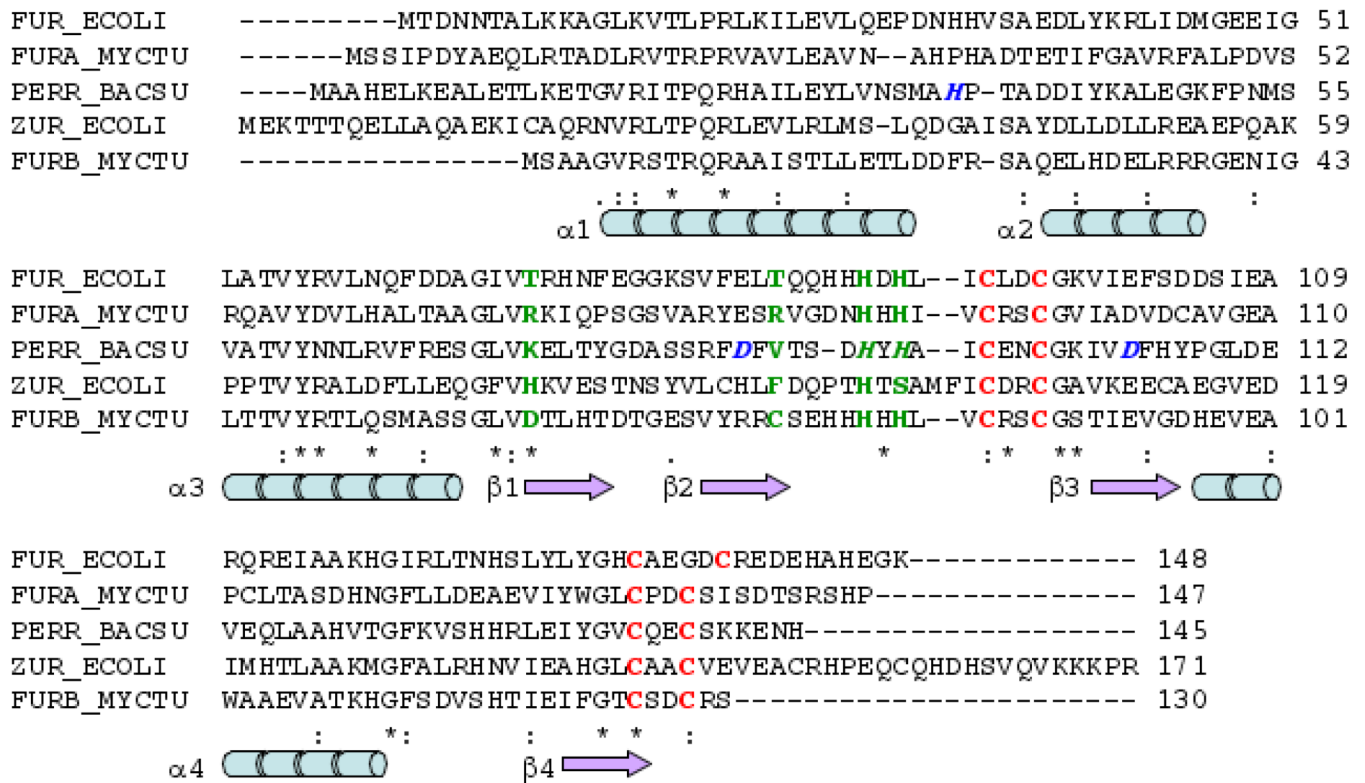 FUR_ECOLI ---------MTDNNTALKKAGLKVTLPRLKILEVLQEPDNHHVSAEDLYKRLIDMGEEIG 51
FURA_MYCTU ------MSSIPDYAEQLRTADLRVTRPRVAVLEAVN--AHPHADTETIFGAVRFALPDVS 52
PERR_BACSU ----MAAHELKEALETLKETGVRITPQRHAILEYLVNSMAHP-TADDIYKALEGKFPNMS 55
ZUR_ECOLI MEKTTTQELLAQAEKICAQRNVRLTPQRLEVLRLMS-LQDGAISAYDLLDLLREAEPQAK 59
FURB_MYCTU ----------------MSAAGVRSTRQRAAISTLLETLDDFR-SAQELHDELRRRGENIG 43
.:: * * : : : : : :
α1 α2
FUR_ECOLI LATVYRVLNQFDDAGIVTRHNFEGGKSVFELTQQHHHDHL--ICLDCGKVIEFSDDSIEA 109
FURA_MYCTU RQAVYDVLHALTAAGLVRKIQPSGSVARYESRVGDNHHHI--VCRSCGVIADVDCAVGEA 110
PERR_BACSU VATVYNNLRVFRESGLVKELTYGDASSRFDFVTS-DHYHA--ICENCGKIVDFHYPGLDE 112
ZUR_ECOLI PPTVYRALDFLLEQGFVHKVESTNSYVLCHLFDQPTHTSAMFICDRCGAVKEECAEGVED 119
FURB_MYCTU LTTVYRTLQSMASSGLVDTLHTDTGESVYRRCSEHHHHHL--VCRSCGSTIEVGDHEVEA 101
:** * : *:* . * :* ** : :
α3 β1 β2 β3
FUR_ECOLI RQREIAAKHGIRLTNHSLYLYGHCAEGDCREDEHAHEGK------------- 148
FURA_MYCTU PCLTASDHNGFLLDEAEVIYWGLCPDCSISDTSRSHP--------------- 147
PERR_BACSU VEQLAAHVTGFKVSHHRLEIYGVCQECSKKENH------------------- 145
ZUR_ECOLI IMHTLAAKMGFALRHNVIEAHGLCAACVEVEACRHPEQCQHDHSVQVKKKPR 171
FURB_MYCTU WAAEVATKHGFSDVSHTIEIFGTCSDCRS----------------------- 130
: *: : * * :
α4 β4